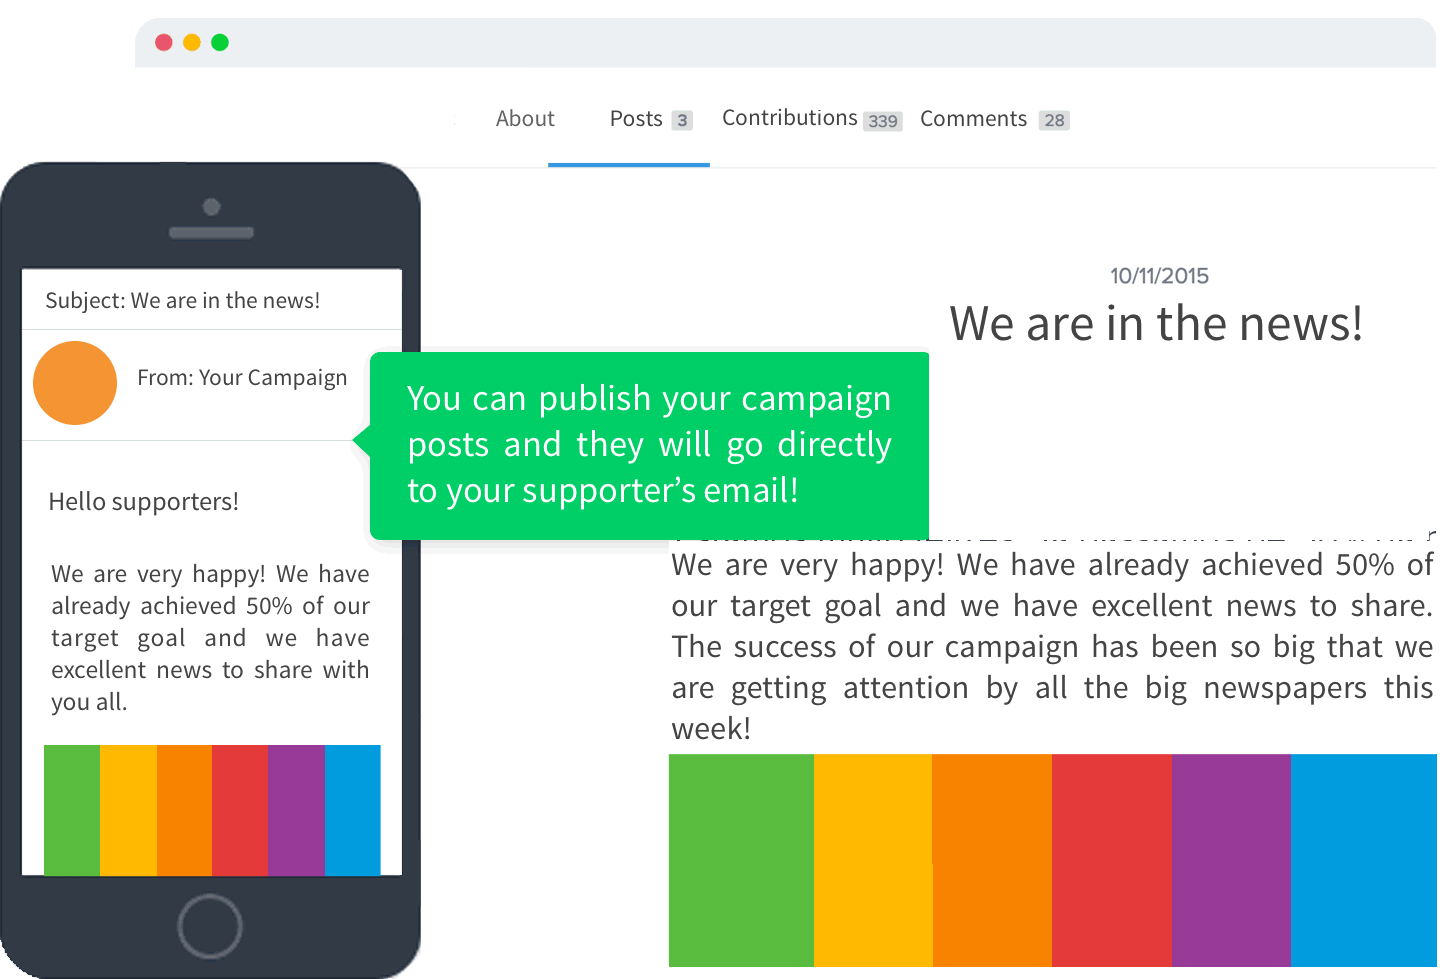 About Posts 3 Contributions 339 Comments 28
10/11/2015
We are in the news!
Subject: We are in the news!
From: Your Campaign
You can publish your campaign
posts and they will go directly
to your supporter’s email!
Hello supporters!
We are very happy! We have
already achieved 50% of our
target goal and we have
excellent news to share with
you all.
We are very happy! We have already achieved 50% of
our target goal and we have excellent news to share.
The success of our campaign has been so big that we
are getting attention by all the big newspapers this
week!